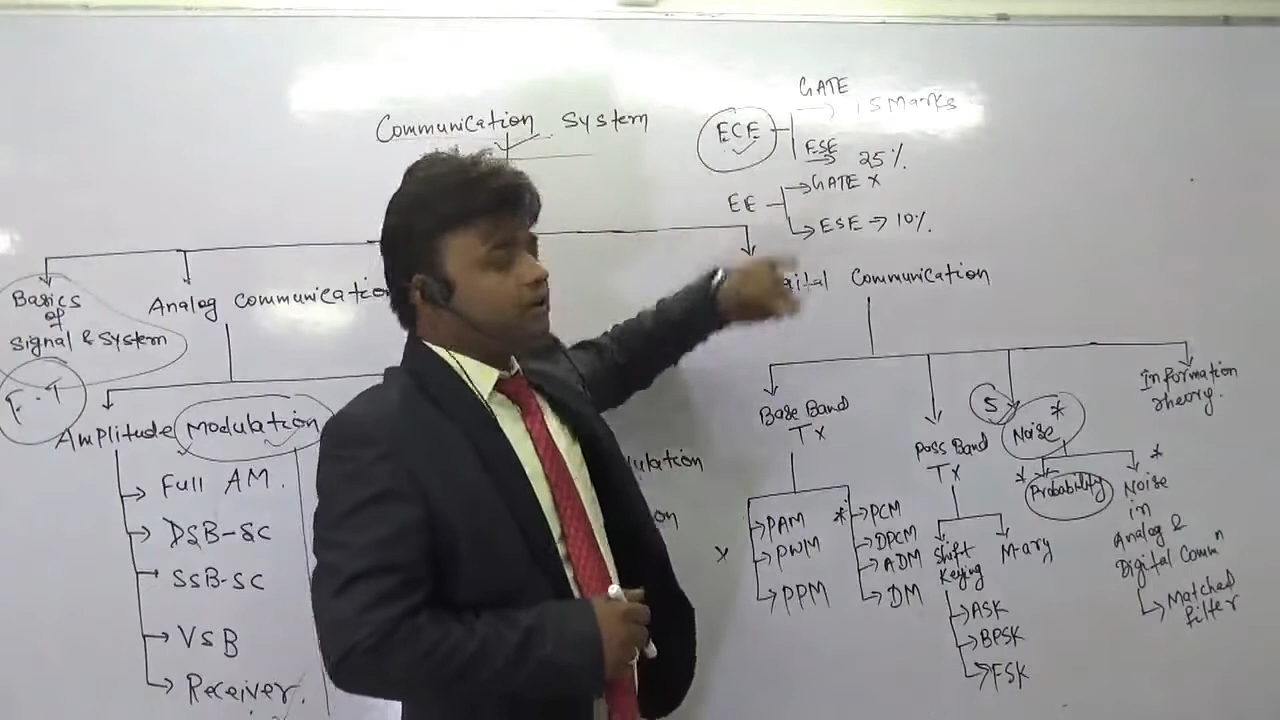 Communication System
ECE
GATE
→ 15 Marks
ESE
→ 25%
EE
→ GATE x
→ ESE → 10%
Basics
of
Signal & System
F.T
Analog Communication
Amplitude Modulation
Full AM.
DSB-SC
SSB-SC
VSB
Receiver.
Communication
Base Band
Tx
x
PAM
PWM
PPM
*
PCM
DPCM
ADM
DM
Pass Band
Tx
Shift
Keying
M-ary
ASK
BPSK
FSK
5
Noise *
Probability
*
Noise
in
Analog &
Digital Commⁿ
Matched
filter
Information
Theory.